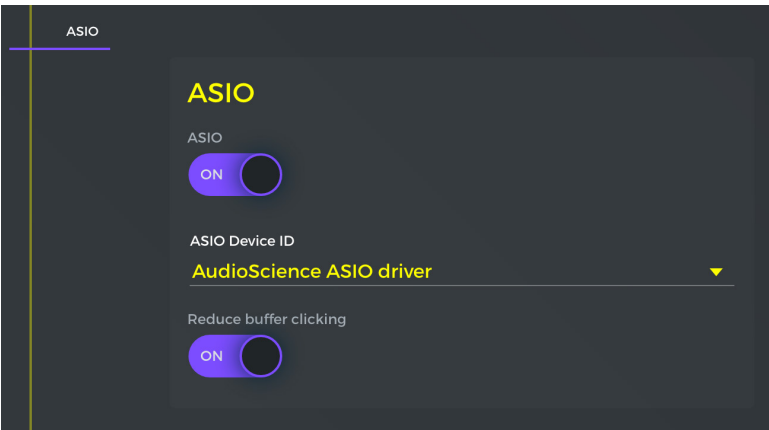 ASIO
ASIO
ASIO
ON
ASIO Device ID
AudioScience ASIO driver
Reduce buffer clicking
ON